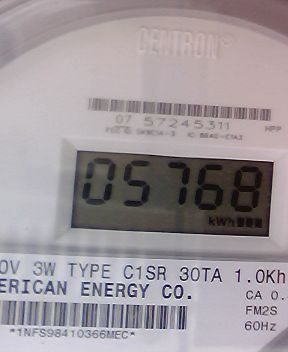 CENTRON®
07 57245311
HPP
05768
kWh
0V 3W TYPE C1SR 30TA 1.0Kh
ERICAN ENERGY CO.
CA 0.
FM2S
60Hz
*1NFS98410366MEC*